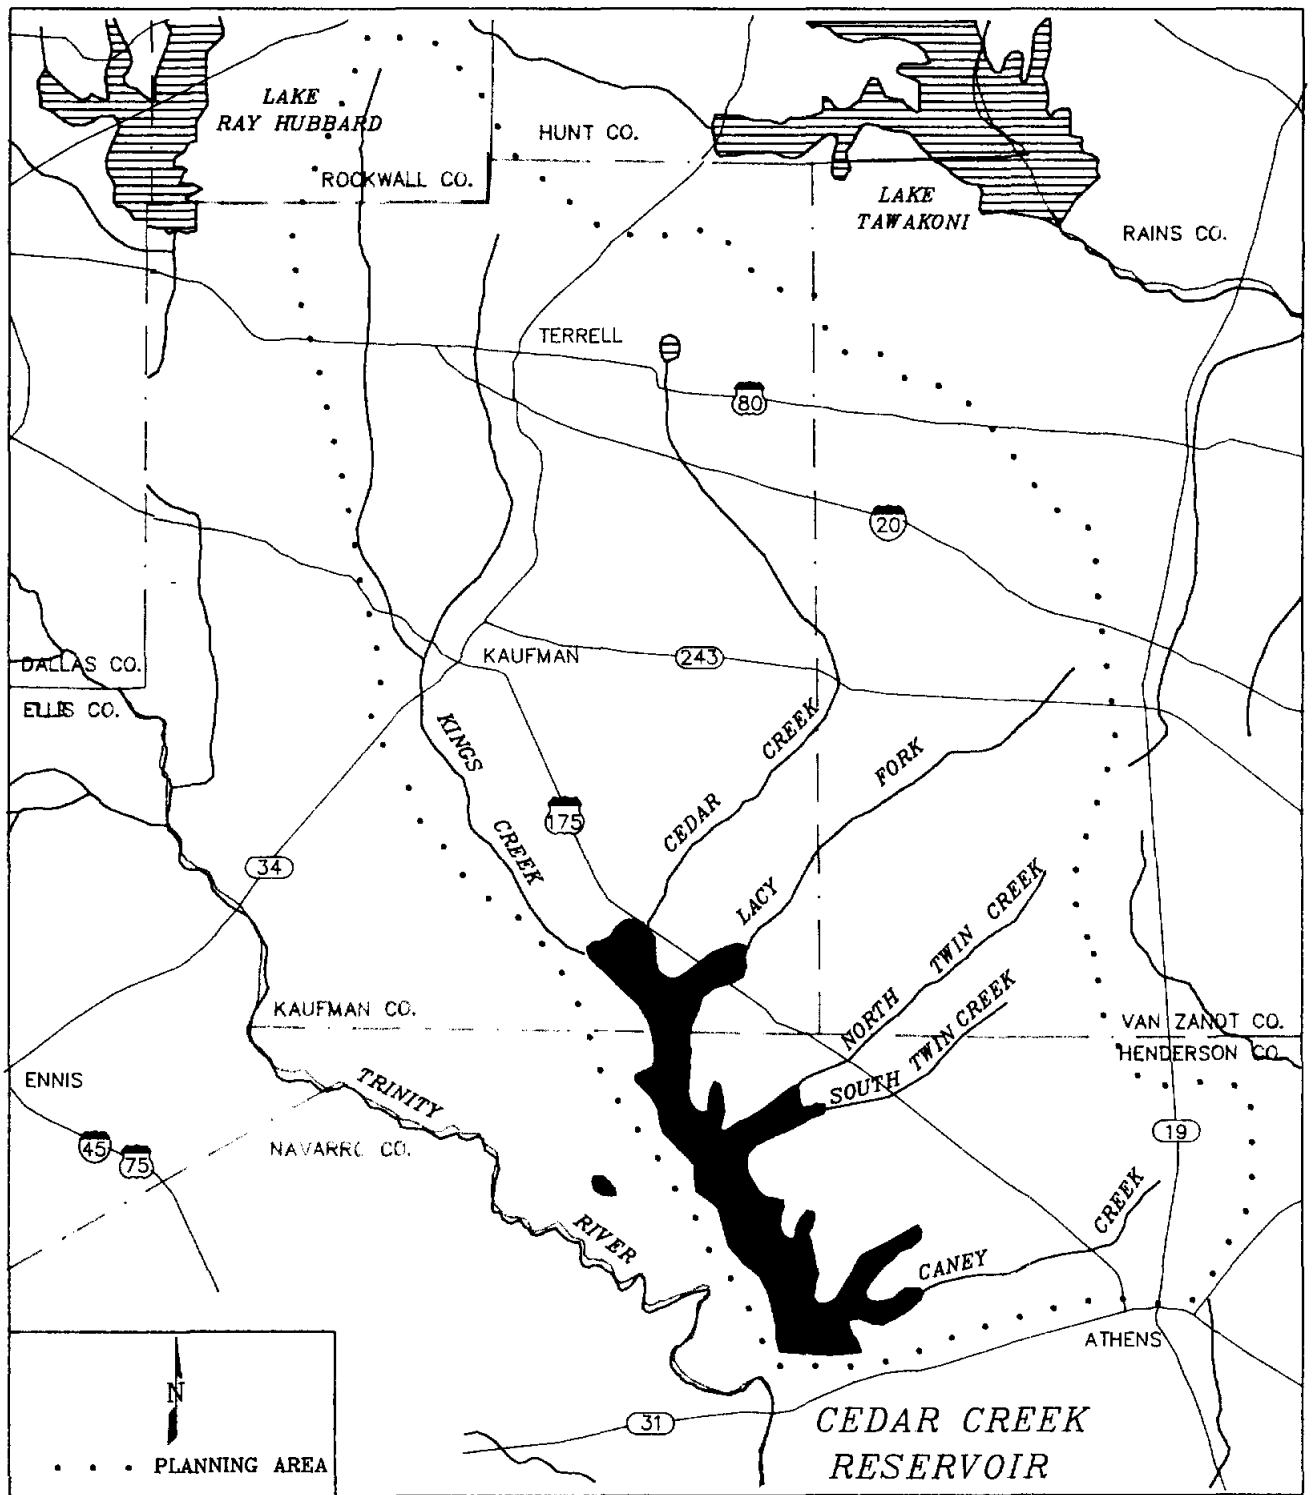 LAKE
RAY HUBBARD
HUNT CO.
ROCKWALL CO.
LAKE
TAWAKONI
RAINS CO.
TERRELL
80
20
KAUFMAN
243
DALLAS CO.
ELLIS CO.
KINGS
CREEK
CEDAR
CREEK
LACY
FORK
175
34
NORTH
TWIN
CREEK
SOUTH
TWIN CREEK
KAUFMAN CO.
VAN ZANDT CO.
HENDERSON CO.
ENNIS
TRINITY
RIVER
45
75
NAVARRO CO.
19
CANEY
CREEK
ATHENS
N
PLANNING AREA
31
CEDAR CREEK
RESERVOIR